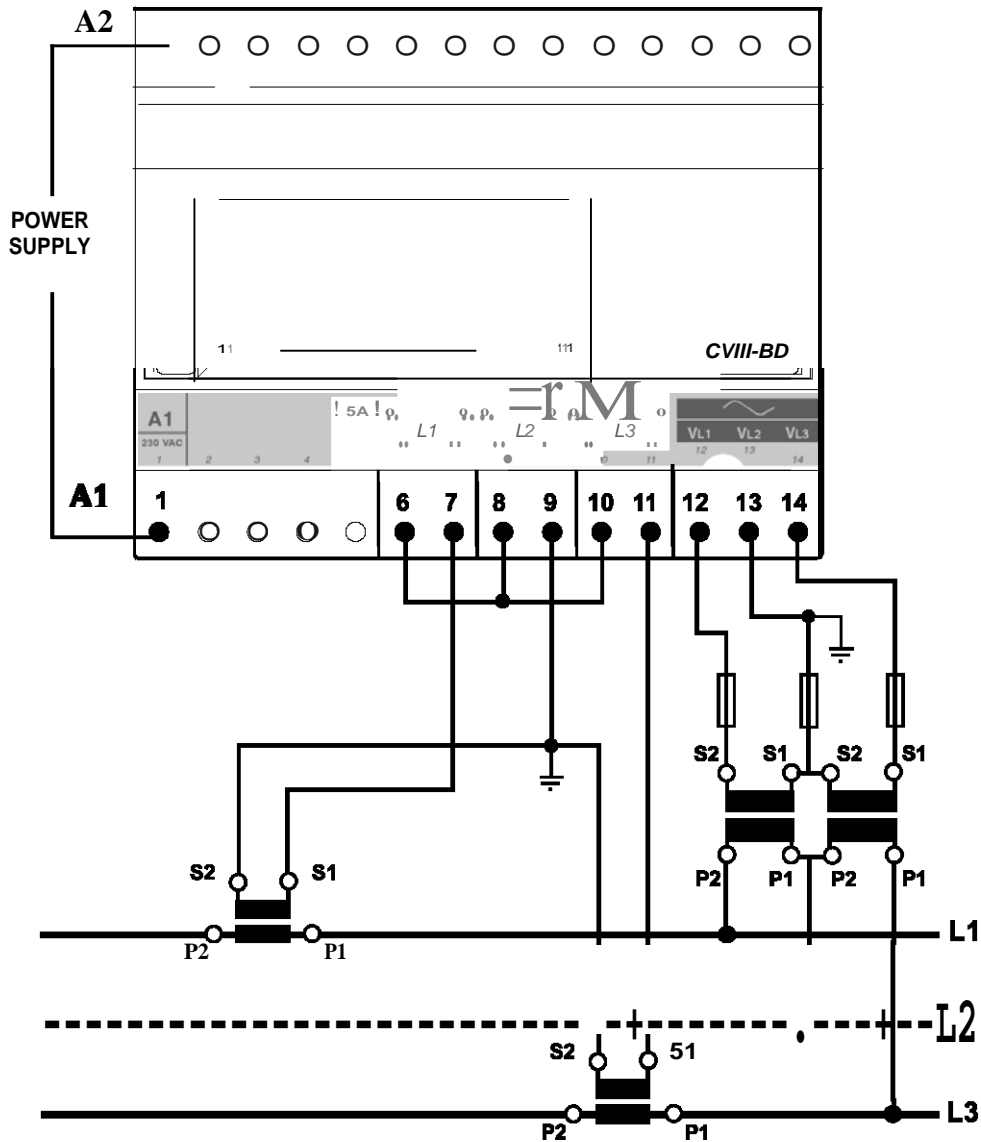 A2
POWER
SUPPLY
11
111
CVIII-BD
A1
230 VAC
! 5A !
=r M
L1
L2
L3
VL1
VL2
VL3
1
2
3
4
11
12
13
14
A1
1
6
7
8
9
10
11
12
13
14
S2
S1
S2
S1
P2
P1
P2
P1
S2
S1
P2
P1
L1
L2
S2
51
P2
P1
L3